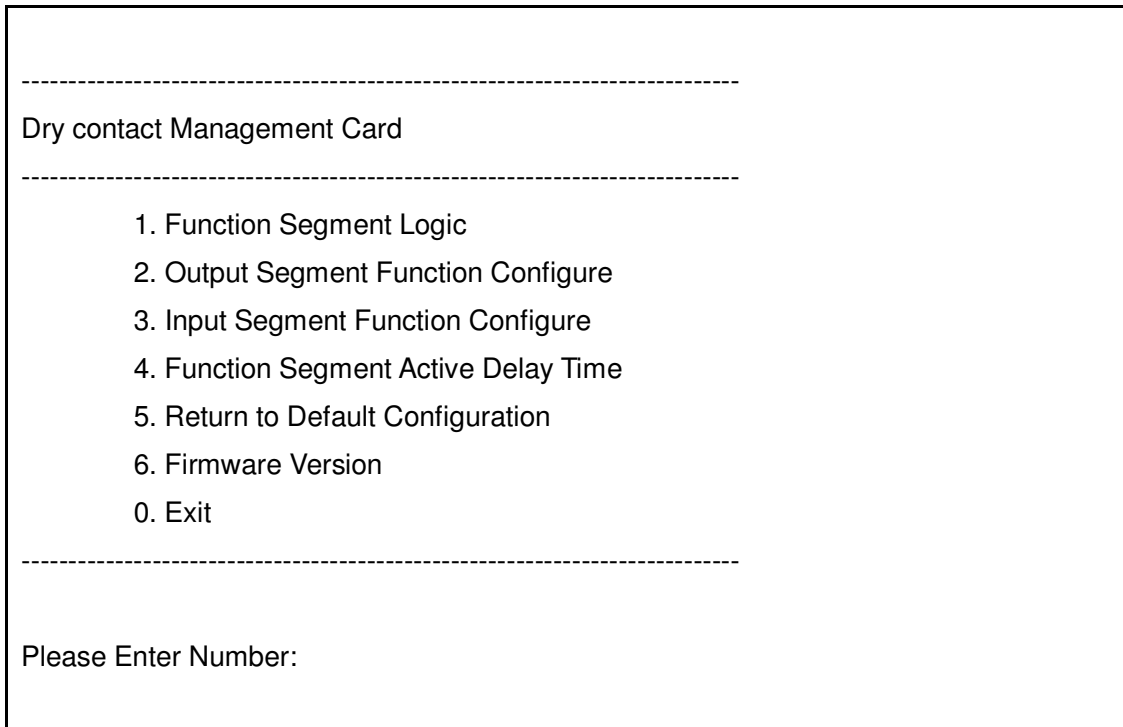 --------------------------------------------------------------------------------
Dry contact Management Card
--------------------------------------------------------------------------------
1. Function Segment Logic
2. Output Segment Function Configure
3. Input Segment Function Configure
4. Function Segment Active Delay Time
5. Return to Default Configuration
6. Firmware Version
0. Exit
--------------------------------------------------------------------------------
Please Enter Number: